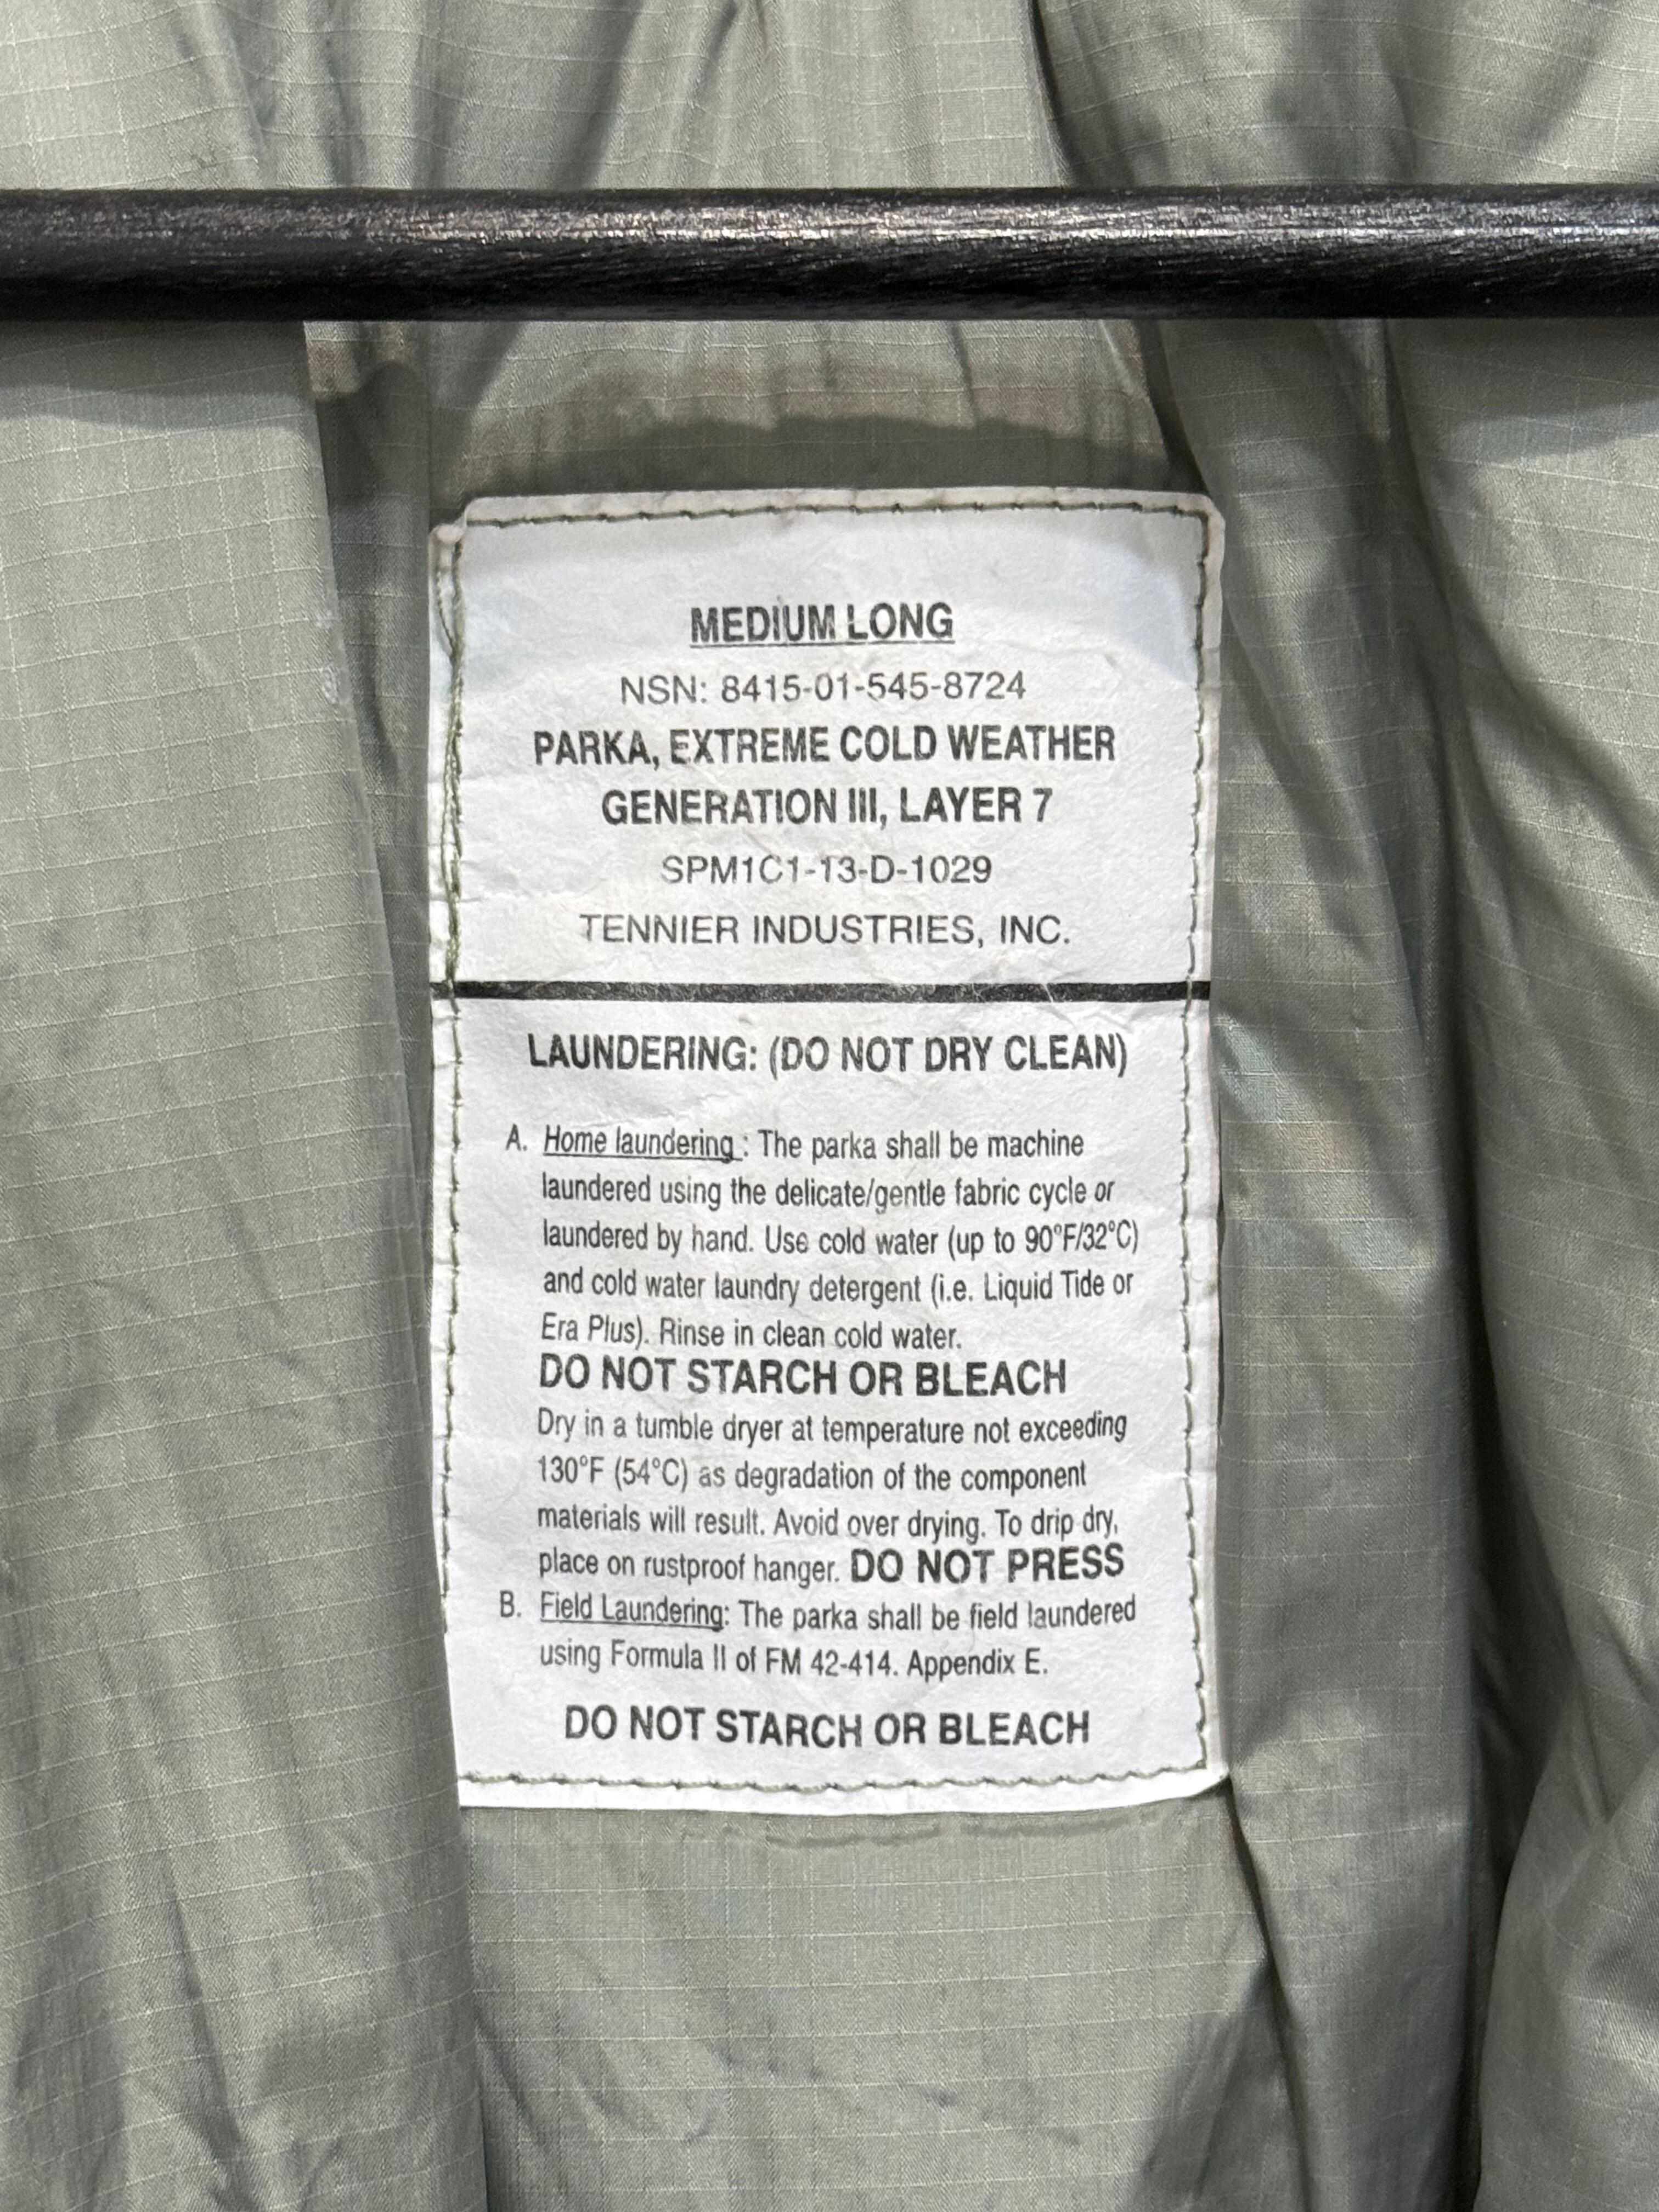 MEDIUM LONG
NSN: 8415-01-545-8724
PARKA, EXTREME COLD WEATHER
GENERATION III, LAYER 7
SPM1C1-13-D-1029
TENNIER INDUSTRIES, INC.
LAUNDERING: (DO NOT DRY CLEAN)
A. Home laundering : The parka shall be machine
laundered using the delicate/gentle fabric cycle or
laundered by hand. Use cold water (up to 90°F/32°C)
and cold water laundry detergent (i.e. Liquid Tide or
Era Plus). Rinse in clean cold water.
DO NOT STARCH OR BLEACH
Dry in a tumble dryer at temperature not exceeding
130°F (54°C) as degradation of the component
materials will result. Avoid over drying. To drip dry,
place on rustproof hanger. DO NOT PRESS
B. Field Laundering: The parka shall be field laundered
using Formula II of FM 42-414. Appendix E.
DO NOT STARCH OR BLEACH